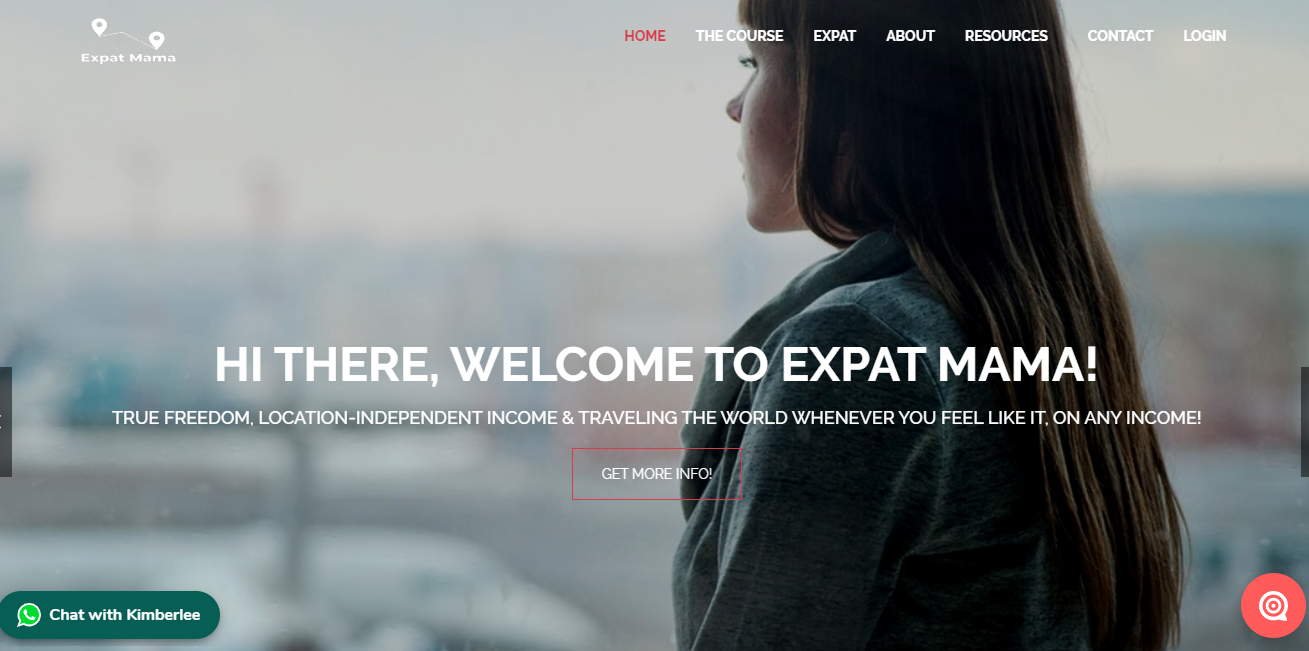 Expat Mama
HOME THE COURSE EXPAT ABOUT RESOURCES CONTACT LOGIN
HI THERE, WELCOME TO EXPAT MAMA!
TRUE FREEDOM, LOCATION-INDEPENDENT INCOME & TRAVELING THE WORLD WHENEVER YOU FEEL LIKE IT, ON ANY INCOME!
GET MORE INFO!
Chat with Kimberlee